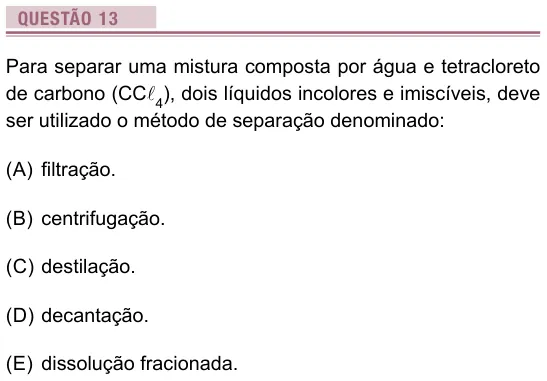 QUESTÃO 13
Para separar uma mistura composta por água e tetracloreto
de carbono (CCℓ₄), dois líquidos incolores e imiscíveis, deve
ser utilizado o método de separação denominado:
(A) filtração.
(B) centrifugação.
(C) destilação.
(D) decantação.
(E) dissolução fracionada.